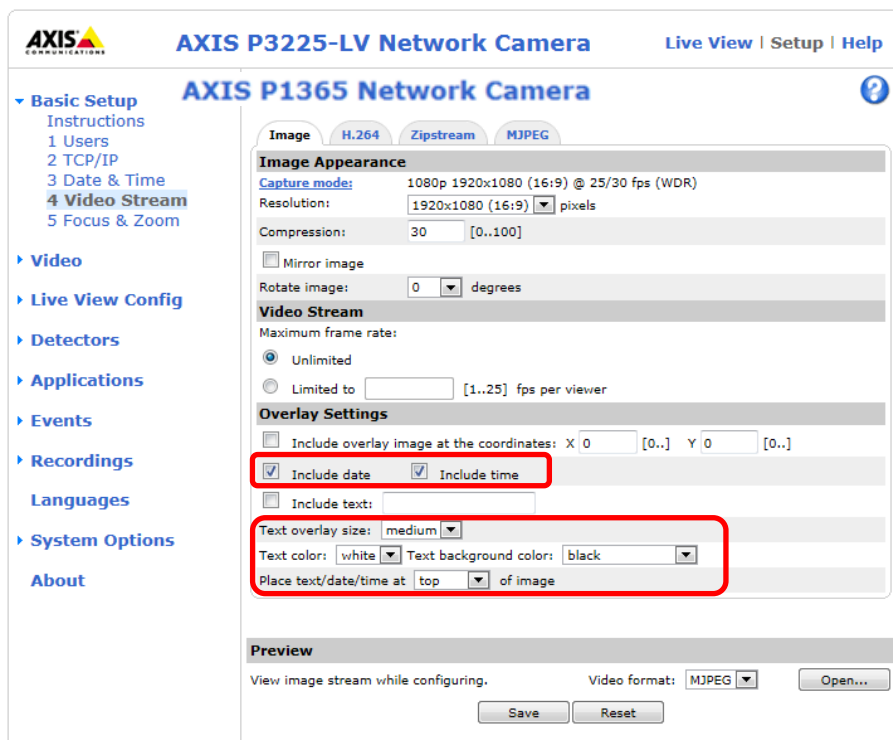 AXIS
COMMUNICATIONS
AXIS P3225-LV Network Camera
Live View | Setup | Help
AXIS P1365 Network Camera
?
Basic Setup
Instructions
1 Users
2 TCP/IP
3 Date & Time
4 Video Stream
5 Focus & Zoom
Video
Live View Config
Detectors
Applications
Events
Recordings
Languages
System Options
About
Image H.264 Zipstream MJPEG
Image Appearance
Capture mode: 1080p 1920x1080 (16:9) @ 25/30 fps (WDR)
Resolution: 1920x1080 (16:9) pixels
Compression: 30 [0..100]
Mirror image
Rotate image: 0 degrees
Video Stream
Maximum frame rate:
Unlimited
Limited to [1..25] fps per viewer
Overlay Settings
Include overlay image at the coordinates: X 0 [0..] Y 0 [0..]
Include date Include time
Include text:
Text overlay size: medium
Text color: white Text background color: black
Place text/date/time at top of image
Preview
View image stream while configuring. Video format: MJPEG Open...
Save Reset